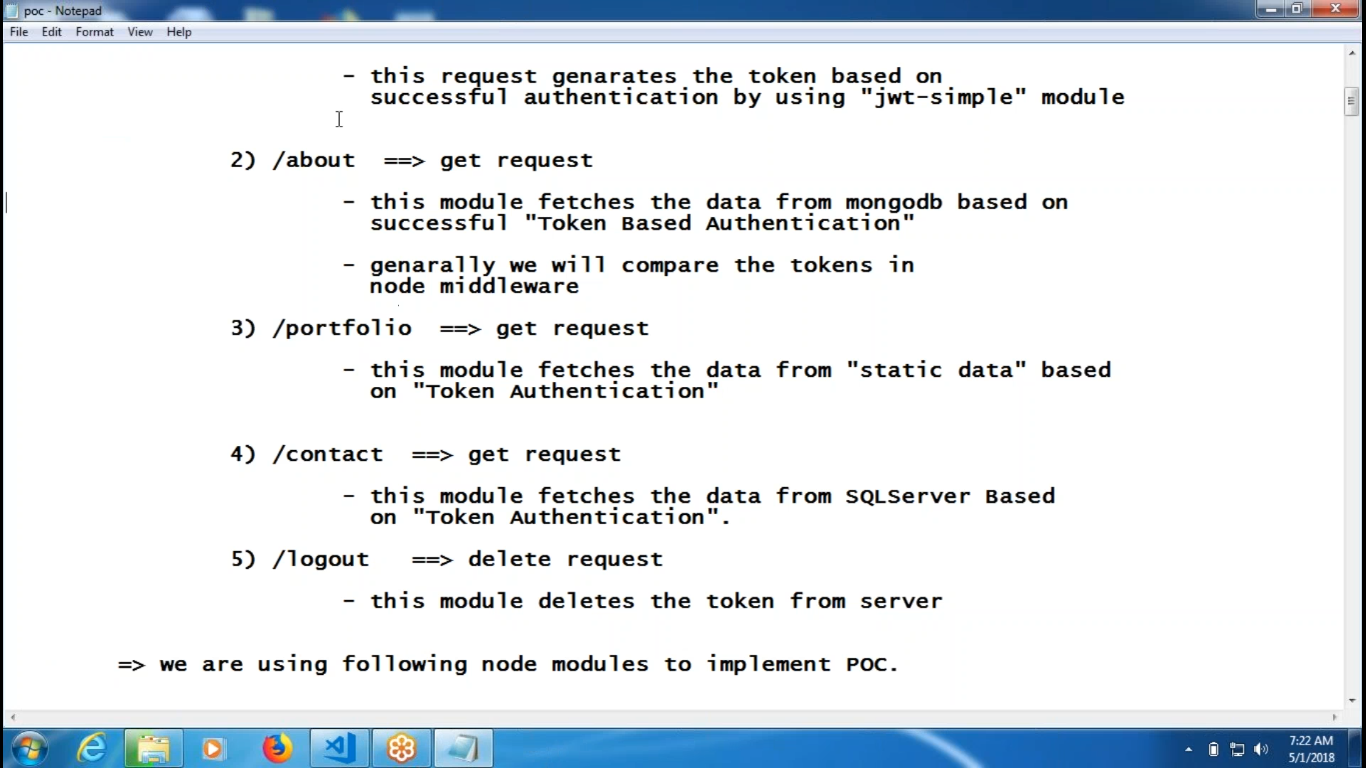 poc - Notepad
File Edit Format View Help
- this request genarates the token based on
successful authentication by using "jwt-simple" module
2) /about ==> get request
- this module fetches the data from mongodb based on
successful "Token Based Authentication"
- genarally we will compare the tokens in
node middleware
3) /portfolio ==> get request
- this module fetches the data from "static data" based
on "Token Authentication"
4) /contact ==> get request
- this module fetches the data from SQLServer Based
on "Token Authentication".
5) /logout ==> delete request
- this module deletes the token from server
=> we are using following node modules to implement POC.
7:22 AM
5/1/2018